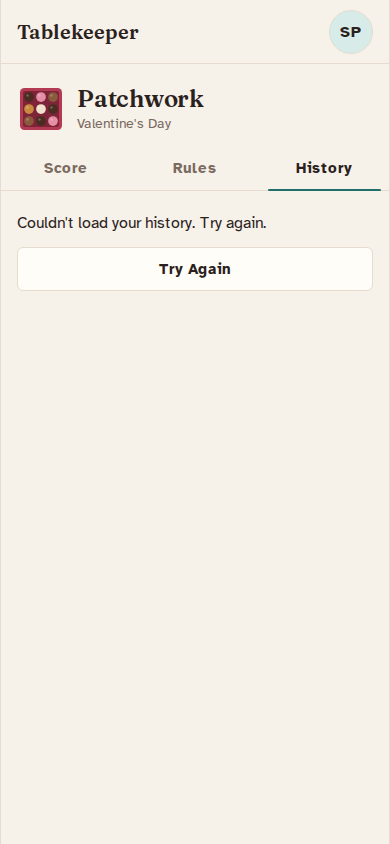 Tablekeeper
SP
Patchwork
Valentine's Day
Score
Rules
History
Couldn't load your history. Try again.
Try Again